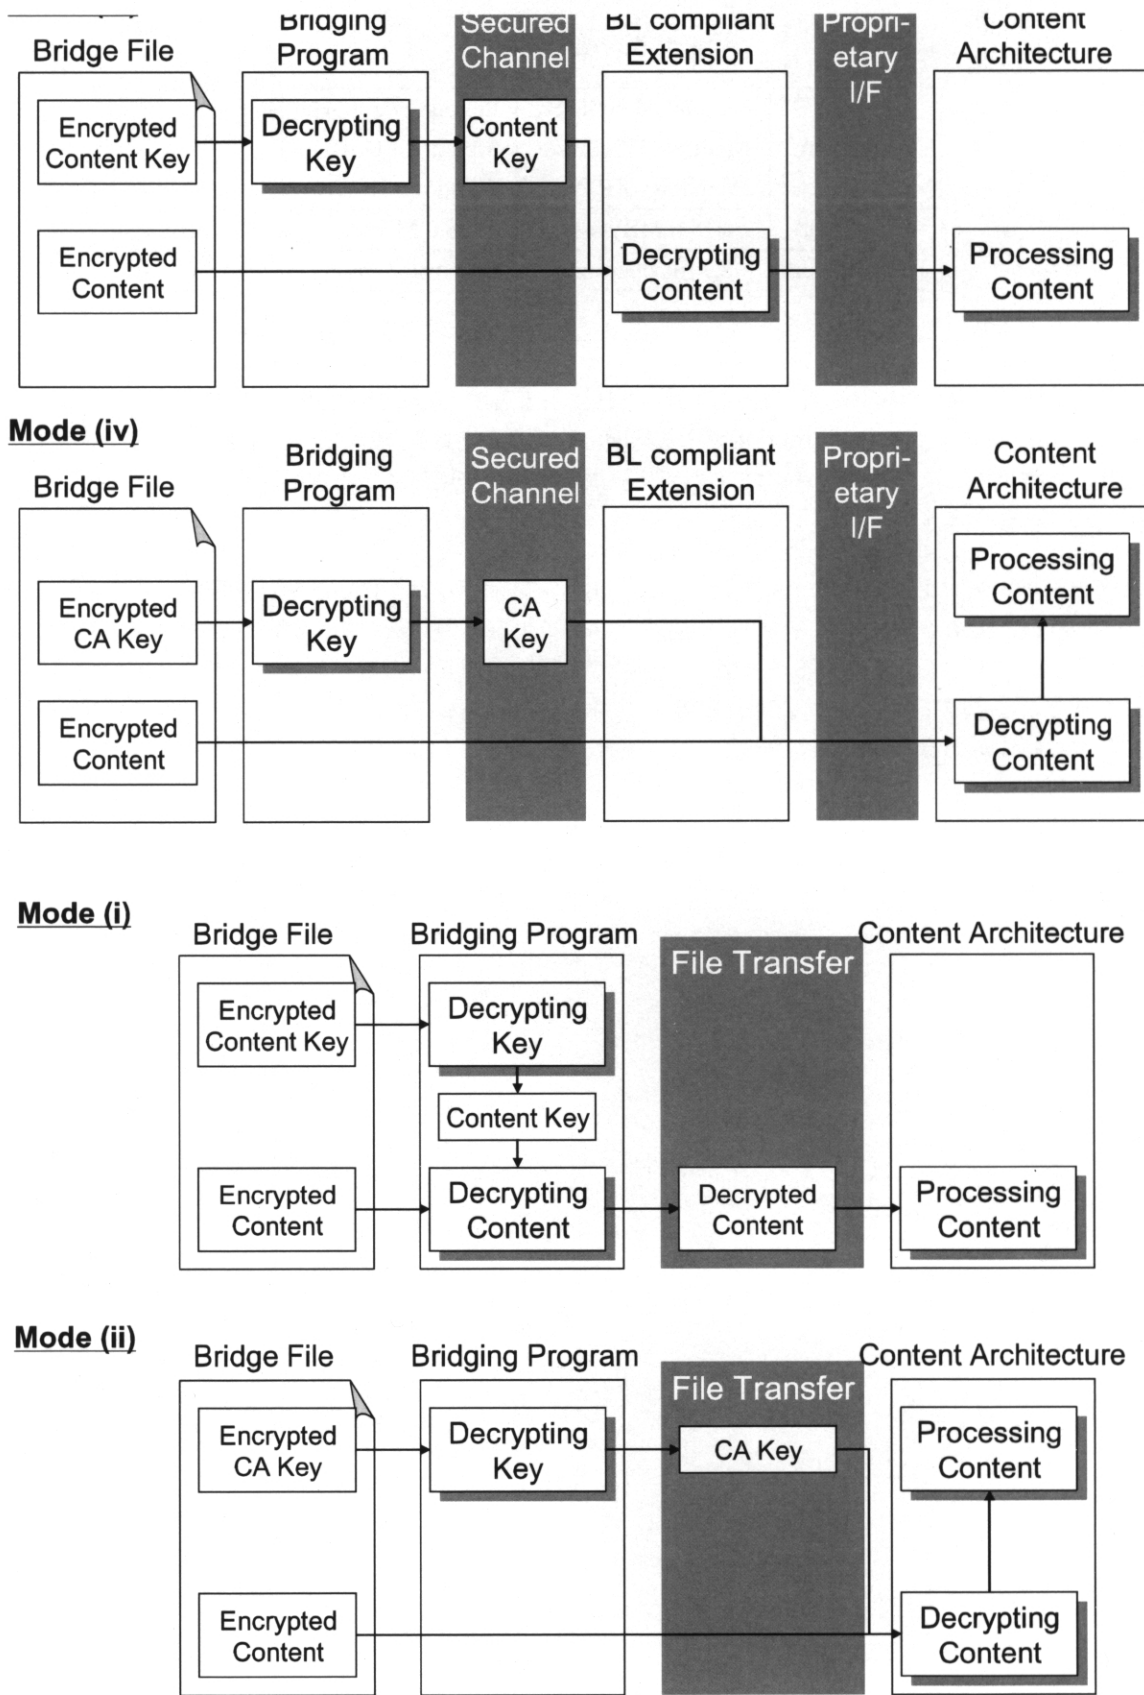 Bridge File
Bridging
Program
Secured
Channel
BL compliant
Extension
Propri-
etary
I/F
Content
Architecture
Encrypted
Content Key
Decrypting
Key
Content
Key
Encrypted
Content
Decrypting
Content
Processing
Content
Mode (iv)
Bridge File
Bridging
Program
Secured
Channel
BL compliant
Extension
Propri-
etary
I/F
Content
Architecture
Encrypted
CA Key
Decrypting
Key
CA
Key
Processing
Content
Encrypted
Content
Decrypting
Content
Mode (i)
Bridge File
Bridging Program
File Transfer
Content Architecture
Encrypted
Content Key
Decrypting
Key
Content Key
Encrypted
Content
Decrypting
Content
Decrypted
Content
Processing
Content
Mode (ii)
Bridge File
Bridging Program
File Transfer
Content Architecture
Encrypted
CA Key
Decrypting
Key
CA Key
Processing
Content
Encrypted
Content
Decrypting
Content